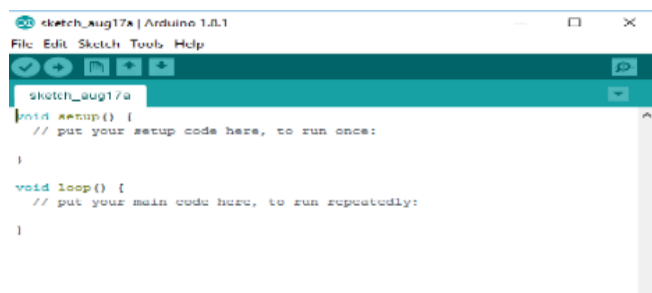 sketch_aug17a | Arduino 1.8.1
File Edit Sketch Tools Help
sketch_aug17a
void setup() {
// put your setup code here, to run once:
}
void loop() {
// put your main code here, to run repeatedly:
}